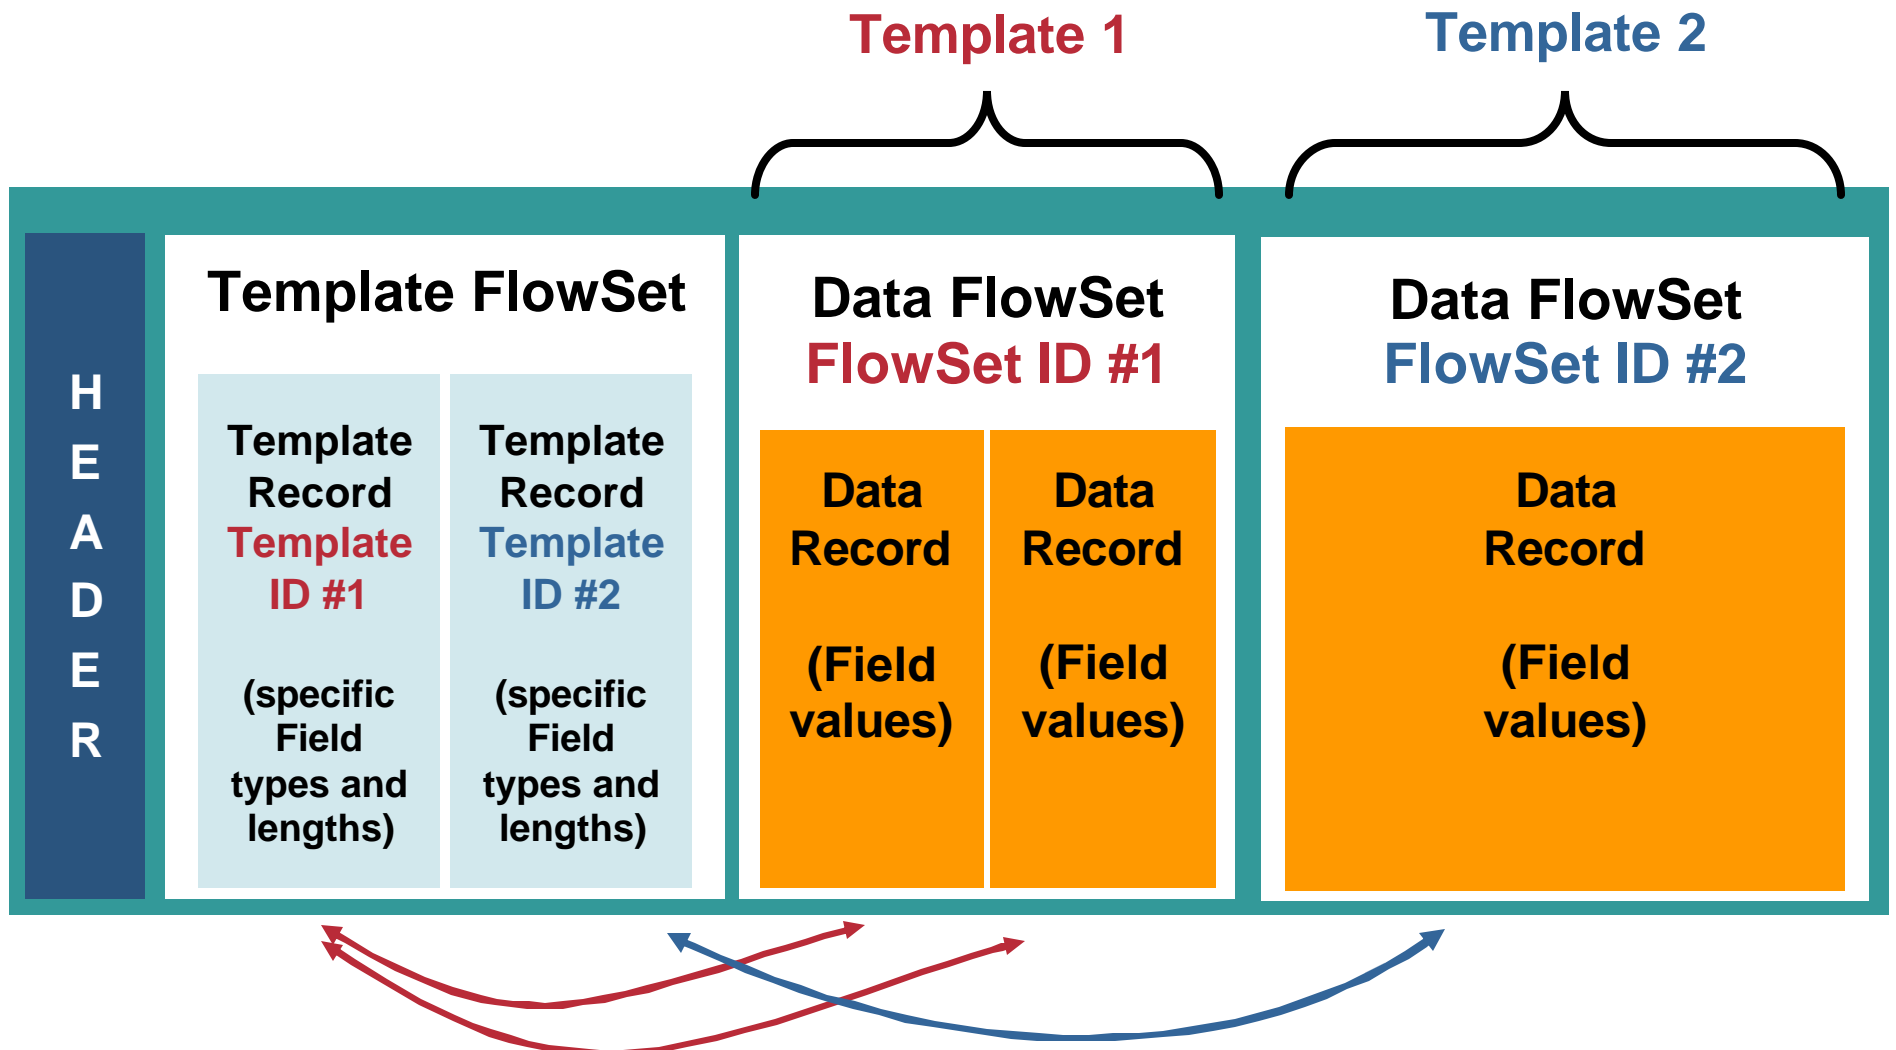 Template 1
Template 2
H
E
A
D
E
R
Template FlowSet
Template
Record
Template
ID #1
(specific
Field
types and
lengths)
Template
Record
Template
ID #2
(specific
Field
types and
lengths)
Data FlowSet
FlowSet ID #1
Data
Record
(Field
values)
Data
Record
(Field
values)
Data FlowSet
FlowSet ID #2
Data
Record
(Field
values)